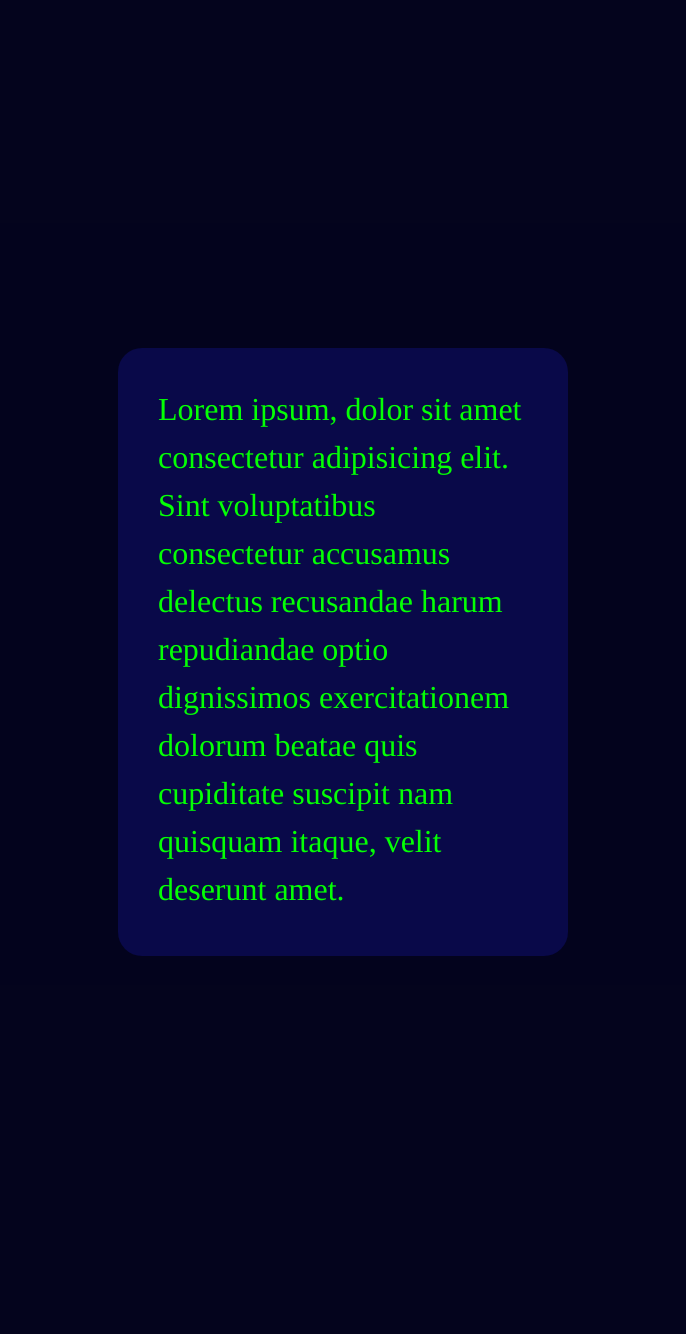 Lorem ipsum, dolor sit amet
consectetur adipisicing elit.
Sint voluptatibus
consectetur accusamus
delectus recusandae harum
repudiandae optio
dignissimos exercitationem
dolorum beatae quis
cupiditate suscipit nam
quisquam itaque, velit
deserunt amet.